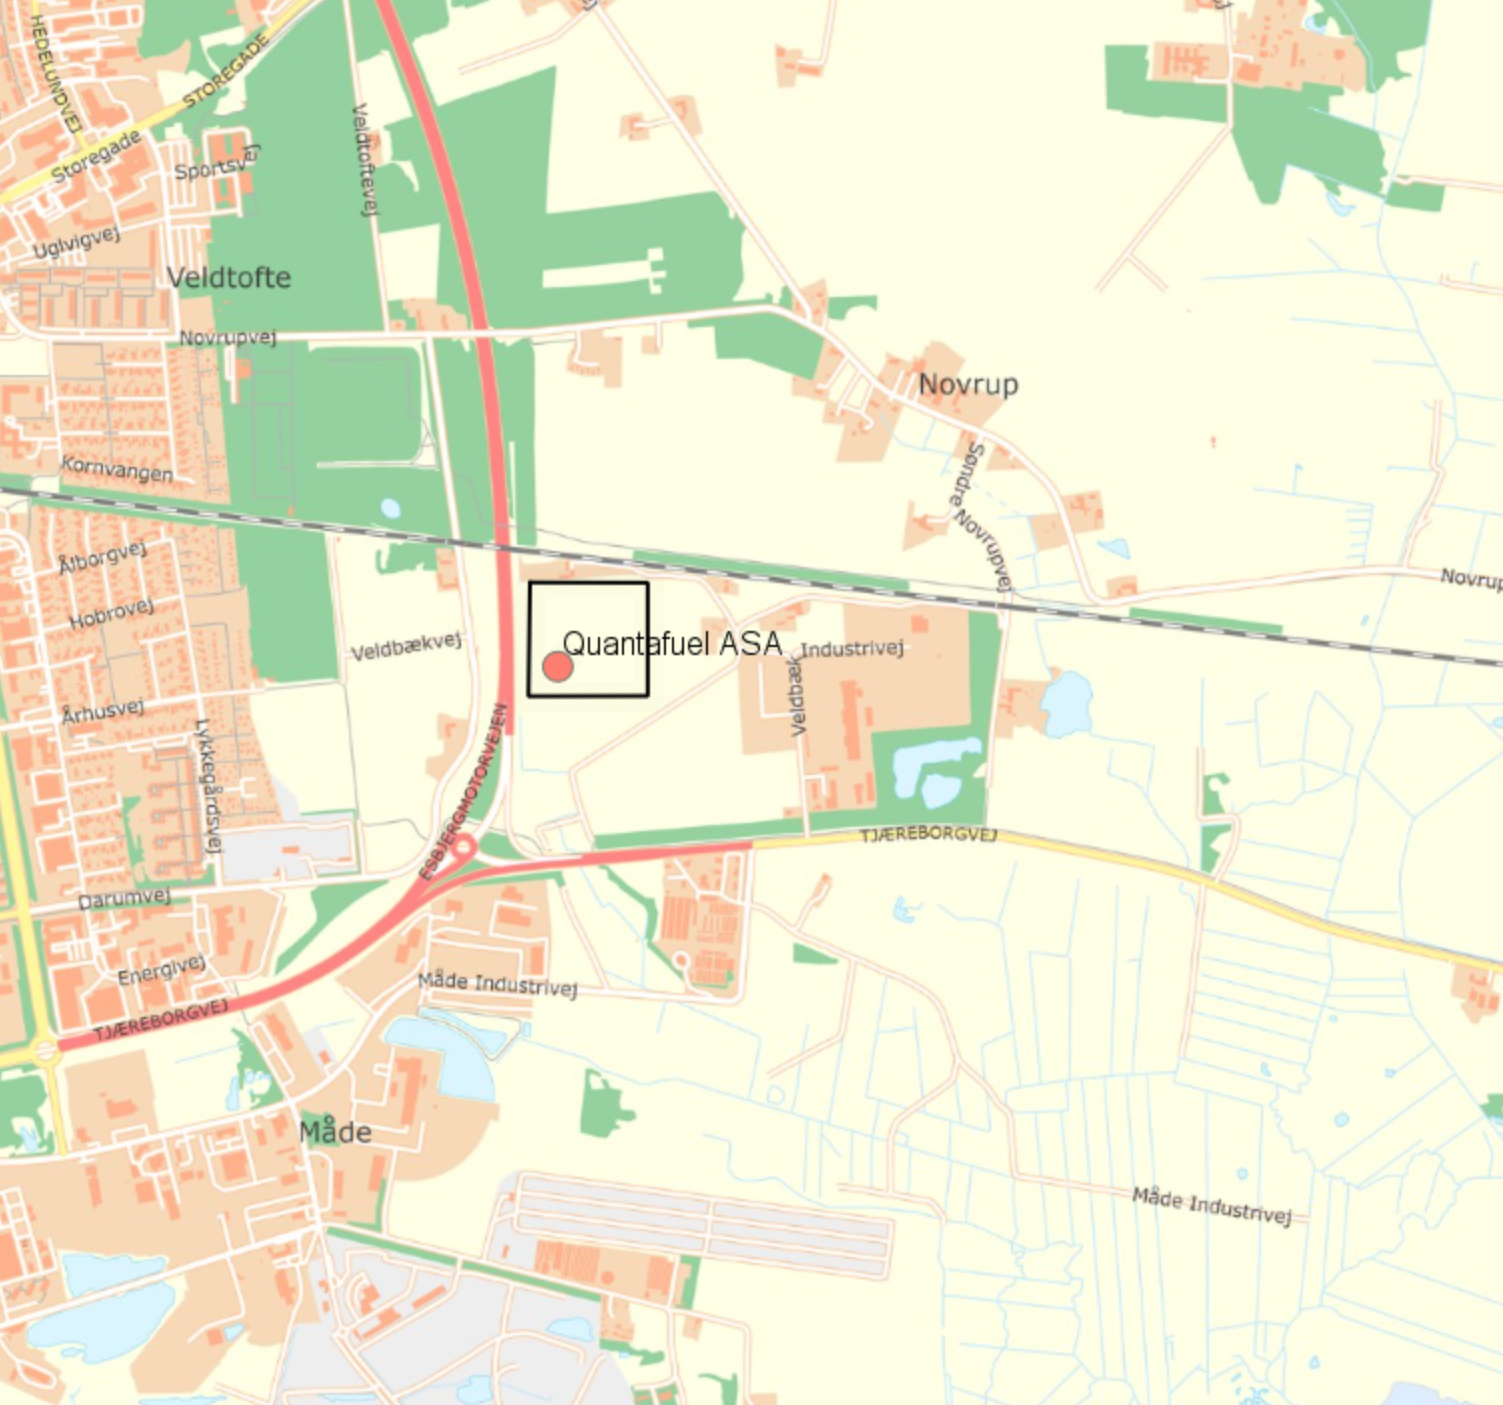 HEDELUNDVEJ
STOREGADE
Storegade
Sportsvej
Veldtoftevej
Uglvigvej
Veldtofte
Novrupvej
Novrup
Kornvangen
Søndre Novrupvej
Ålborgvej
Novrup
Hobrovej
Veldbækvej
Quantafuel ASA
Industrivej
Veldbæk
Århusvej
Lykkegårdsvej
ESBJERGMOTORVEJEN
TJÆREBORGVEJ
Darumvej
Energivej
Måde Industrivej
TJÆREBORGVEJ
Måde
Måde Industrivej